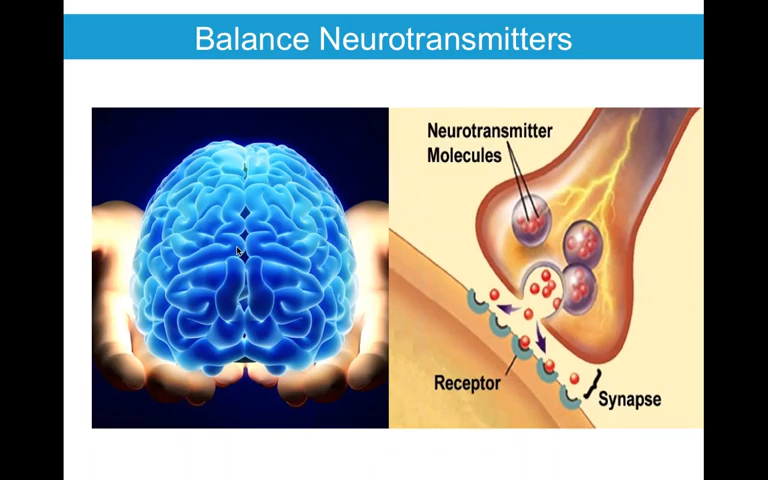 Balance Neurotransmitters
Neurotransmitter
Molecules
Receptor
Synapse